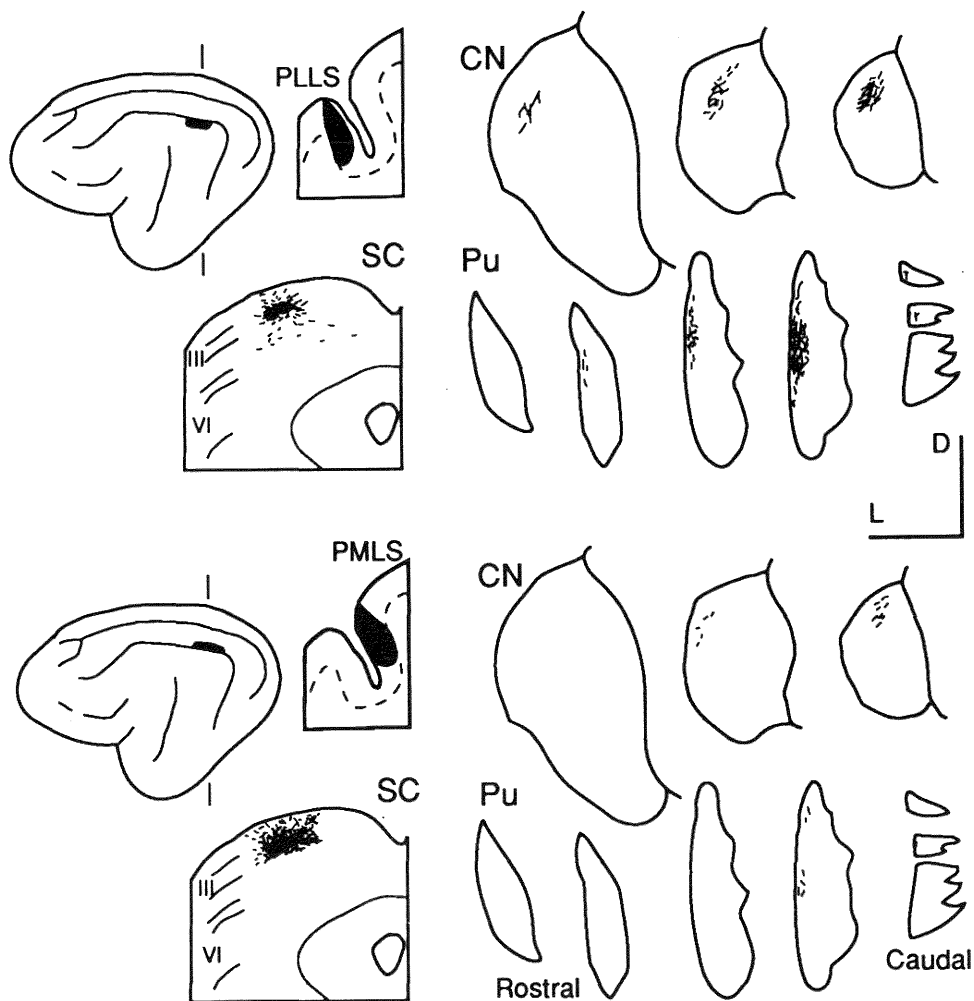 PLLS
CN
SC
Pu
III
VI
D
L
PMLS
CN
SC
Pu
III
VI
Rostral
Caudal